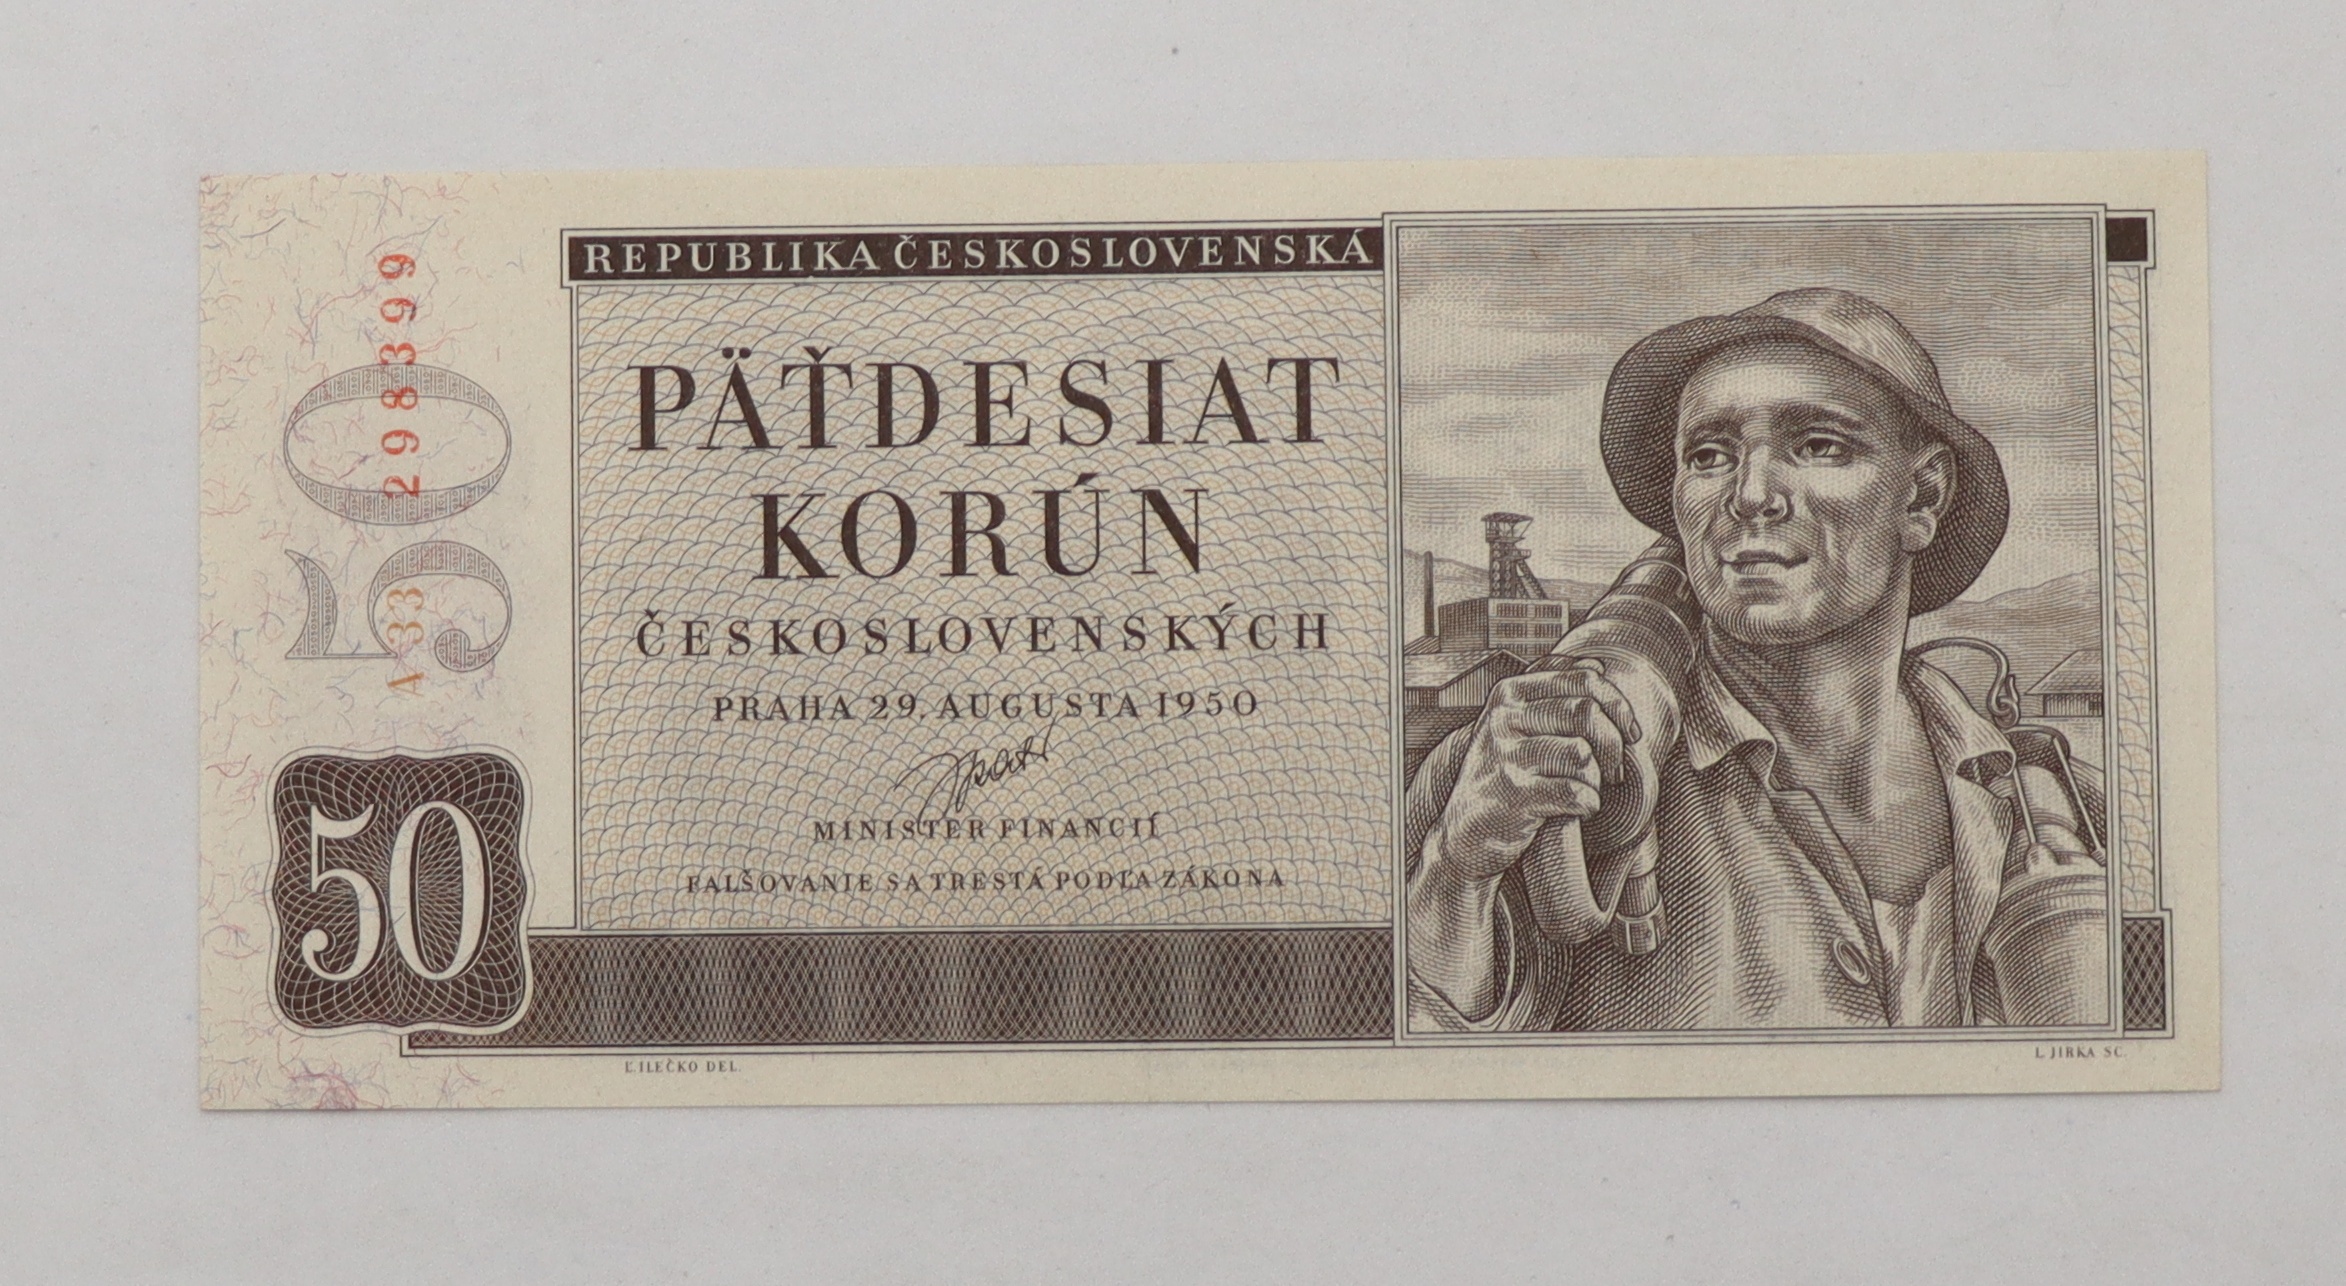 REPUBLIKA ČESKOSLOVENSKÁ
PÄŤDESIAT
KORÚN
ČESKOSLOVENSKÝCH
PRAHA 29. AUGUSTA 1950
MINISTER FINANCIÍ
FALŠOVANIE SA TRESTÁ PODĽA ZÁKONA
50
A 33
298399
50
Ľ. ILEČKO DEL.
L. JIRKA SC.